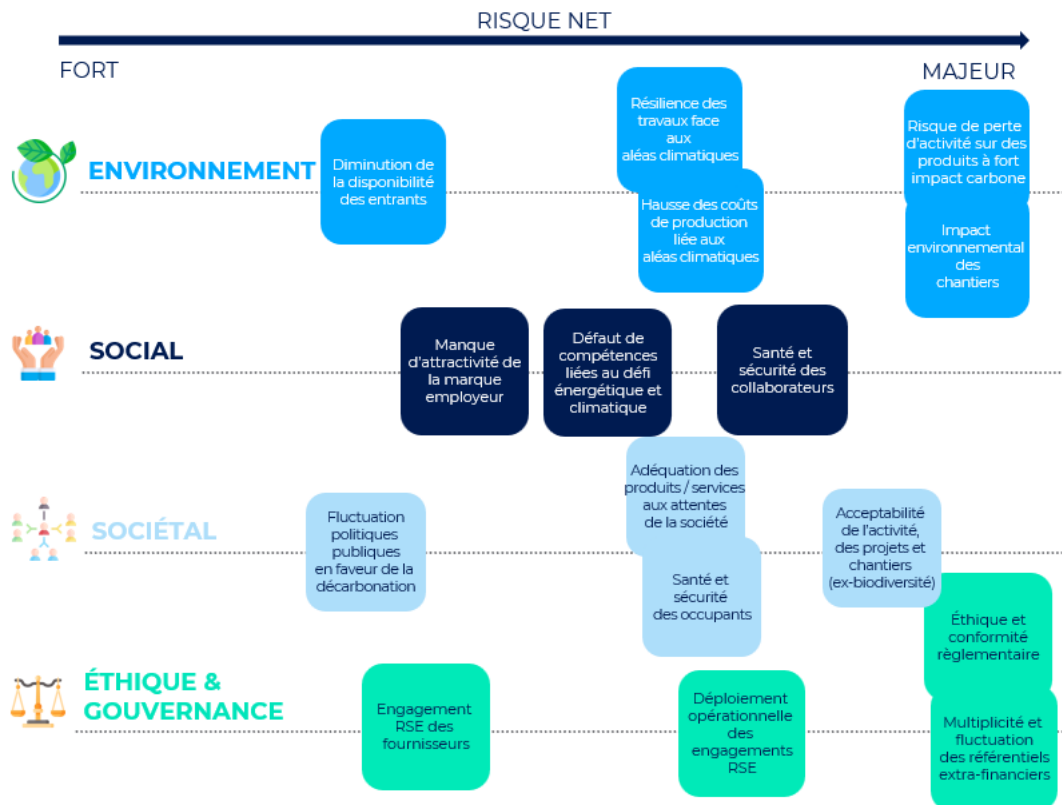 RISQUE NET
FORT
MAJEUR
ENVIRONNEMENT
Diminution de
la disponibilité
des entrants
Résilience des
travaux face
aux
aléas climatiques
Hausse des coûts
de production
liée aux
aléas climatiques
Risque de perte
d'activité sur des
produits à fort
impact carbone
Impact
environnemental
des
chantiers
SOCIAL
Manque
d'attractivité de
la marque
employeur
Défaut de
compétences
liées au défi
énergétique et
climatique
Santé et
sécurité des
collaborateurs
SOCIÉTAL
Fluctuation
politiques
publiques
en faveur de la
décarbonation
Adéquation des
produits / services
aux attentes
de la société
Santé et
sécurité
des occupants
Acceptabilité
de l'activité,
des projets et
chantiers
(ex-biodiversité)
ÉTHIQUE &
GOUVERNANCE
Engagement
RSE des
fournisseurs
Déploiement
opérationnelle
des
engagements
RSE
Éthique et
conformité
règlementaire
Multiplicité et
fluctuation
des référentiels
extra-financiers